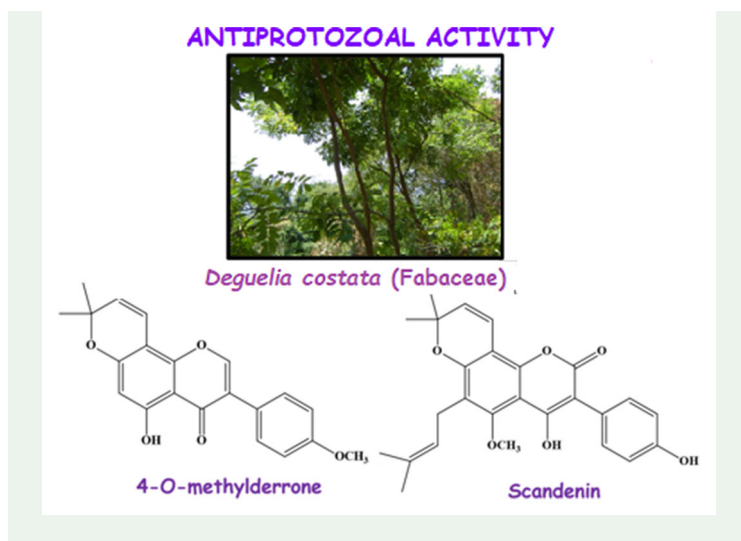 ANTIPROTOZOAL ACTIVITY
Deguelia costata (Fabaceae)
O
O
OH
O
OCH3
4-O-methylderrone
O
O
O
OCH3
OH
OH
Scandenin